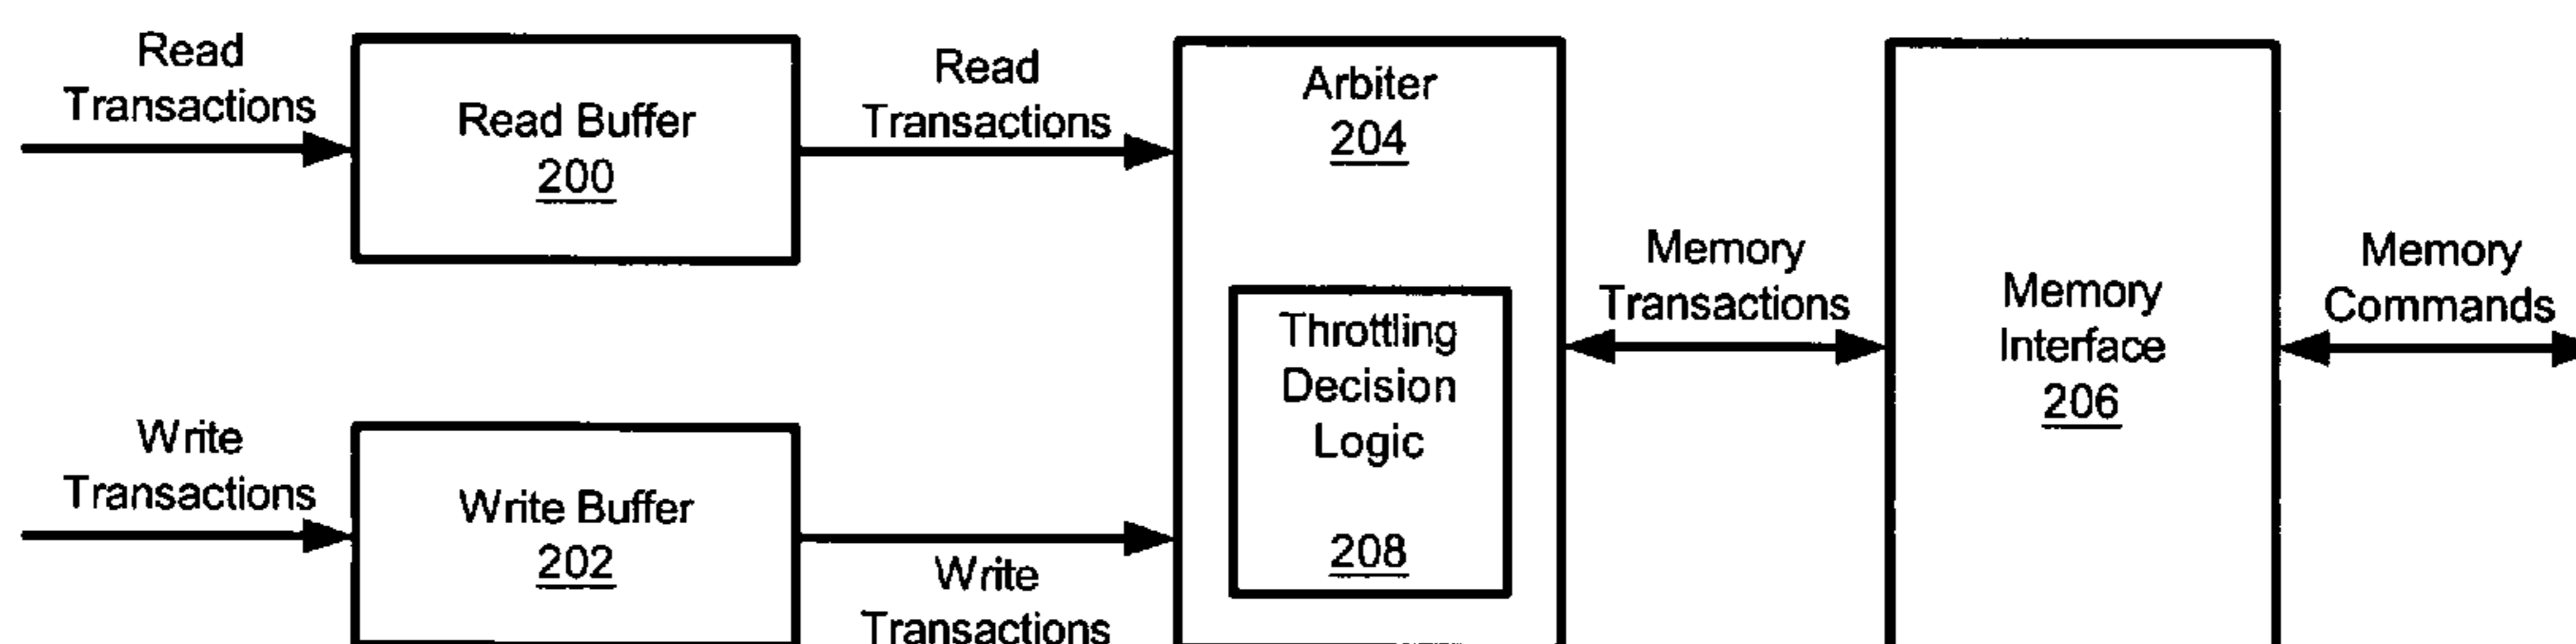 Read
Transactions
Read Buffer
200
Read
Transactions
Arbiter
204
Throttling
Decision
Logic
208
Memory
Transactions
Memory
Interface
206
Memory
Commands
Write
Transactions
Write Buffer
202
Write
Transactions